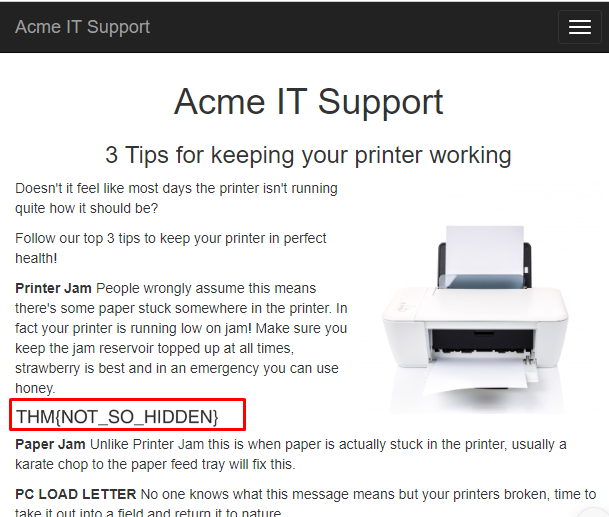 Acme IT Support
Acme IT Support
3 Tips for keeping your printer working
Doesn't it feel like most days the printer isn't running
quite how it should be?
Follow our top 3 tips to keep your printer in perfect
health!
Printer Jam People wrongly assume this means
there's some paper stuck somewhere in the printer. In
fact your printer is running low on jam! Make sure you
keep the jam reservoir topped up at all times,
strawberry is best and in an emergency you can use
honey.
THM{NOT_SO_HIDDEN}
Paper Jam Unlike Printer Jam this is when paper is actually stuck in the printer, usually a
karate chop to the paper feed tray will fix this.
PC LOAD LETTER No one knows what this message means but your printers broken, time to
take it out into a field and return it to nature